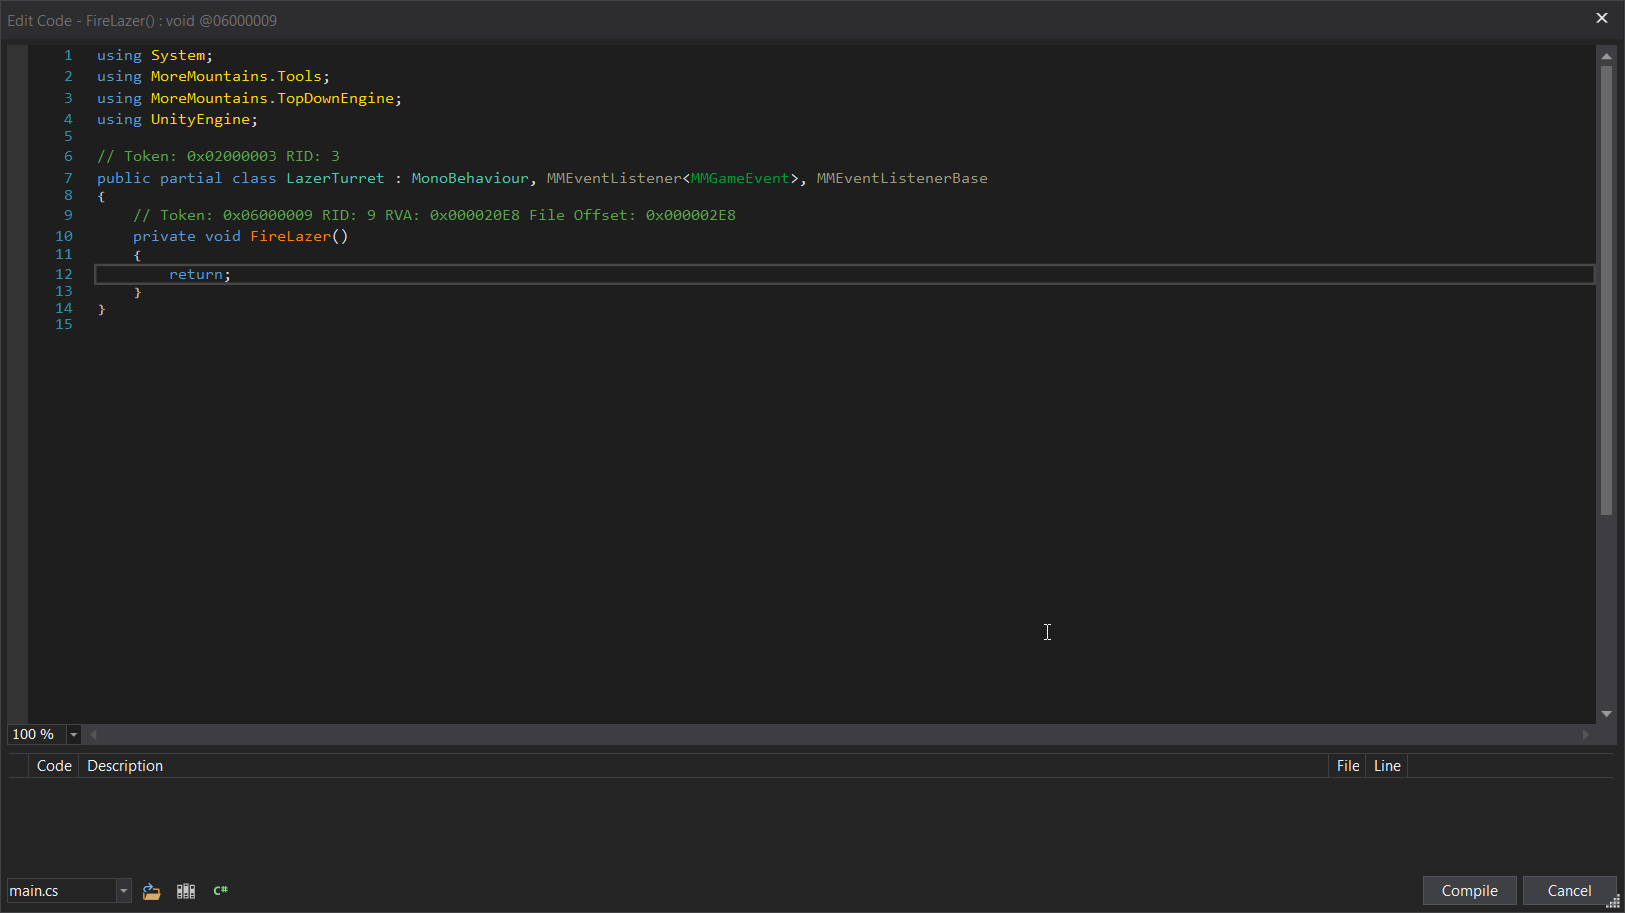 Edit Code - FireLazer() : void @06000009
1 using System;
2 using MoreMountains.Tools;
3 using MoreMountains.TopDownEngine;
4 using UnityEngine;
5
6 // Token: 0x02000003 RID: 3
7 public partial class LazerTurret : MonoBehaviour, MMEventListener<MMGameEvent>, MMEventListenerBase
8 {
9 // Token: 0x06000009 RID: 9 RVA: 0x000020E8 File Offset: 0x000002E8
10 private void FireLazer()
11 {
12 return;
13 }
14 }
15
100 %
Code Description File Line
main.cs C# Compile Cancel